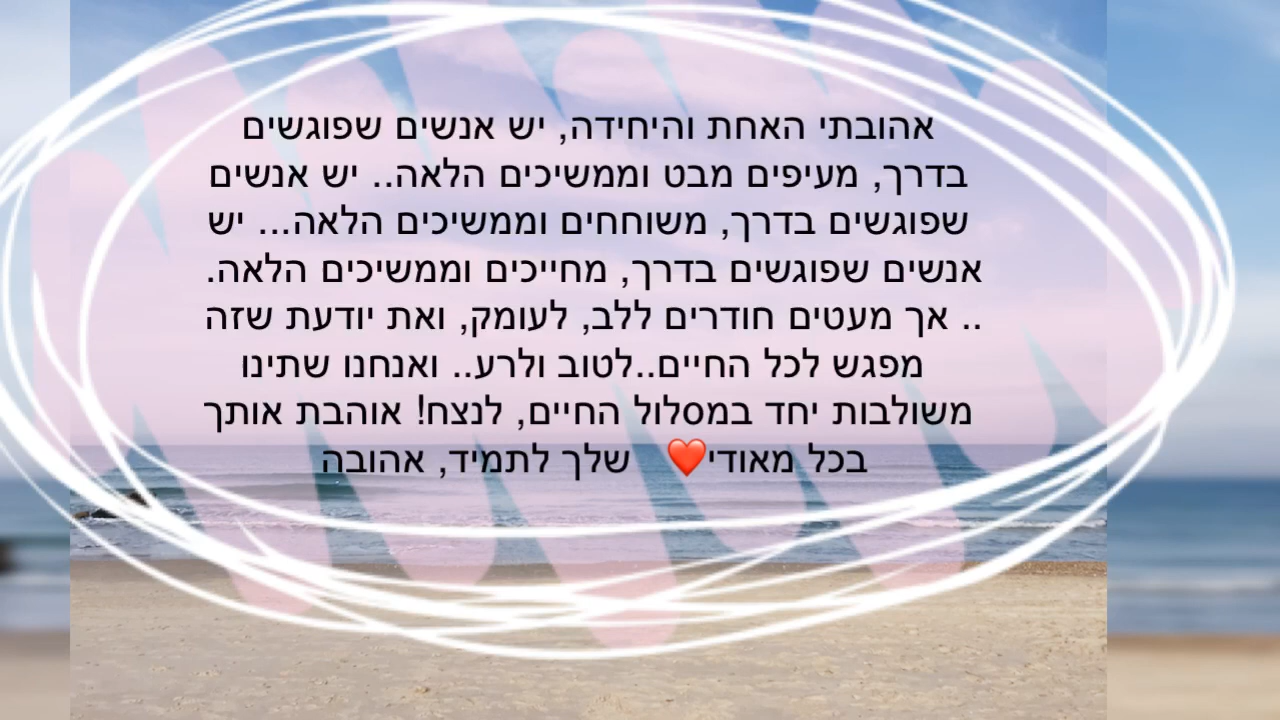 אהובתי האחת והיחידה, יש אנשים שפוגשים
בדרך, מעיפים מבט וממשיכים הלאה.. יש אנשים
שפוגשים בדרך, משוחחים וממשיכים הלאה... יש
אנשים שפוגשים בדרך, מחייכים וממשיכים הלאה.
.. אך מעטים חודרים ללב, לעומק, ואת יודעת שזה
מפגש לכל החיים..לטוב ולרע.. ואנחנו שתינו
משולבות יחד במסלול החיים, לנצח! אוהבת אותך
בכל מאודי❤️ שלך לתמיד, אהובה